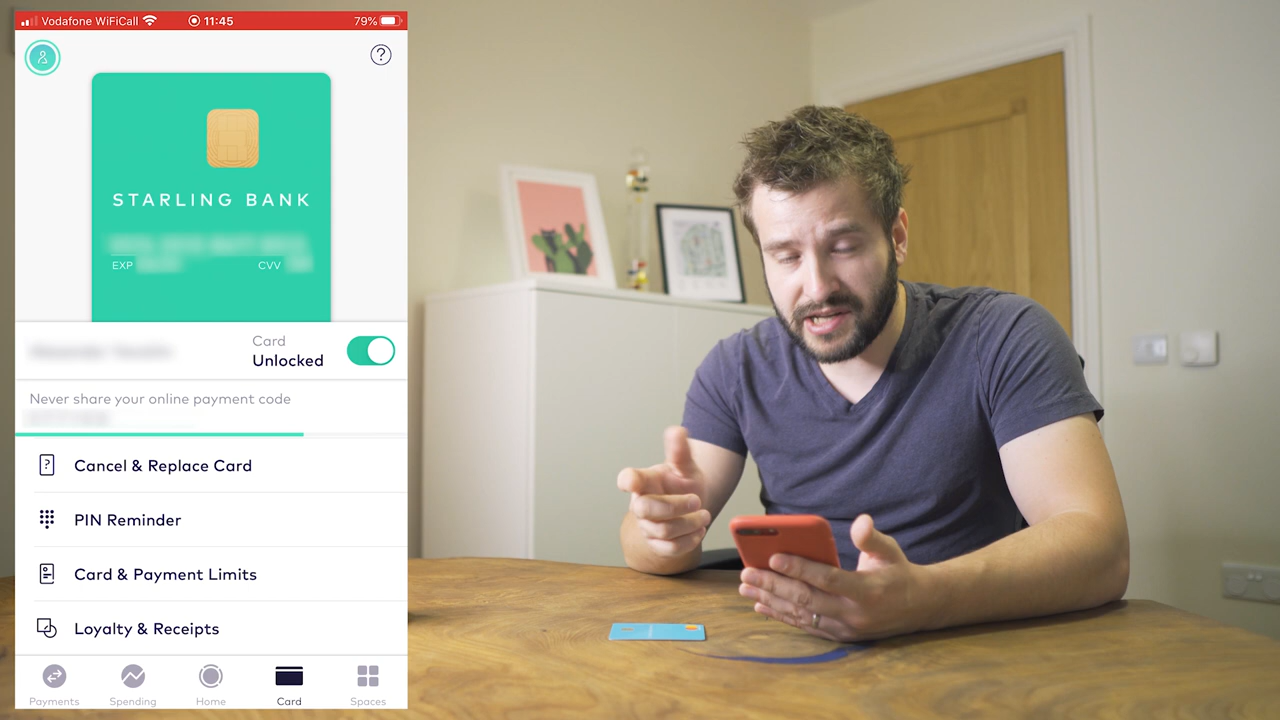 Vodafone WiFiCall 11:45 79%
?
STARLING BANK
EXP CVV
Card
Unlocked
Never share your online payment code
? Cancel & Replace Card
PIN Reminder
Card & Payment Limits
Loyalty & Receipts
Payments Spending Home Card Spaces